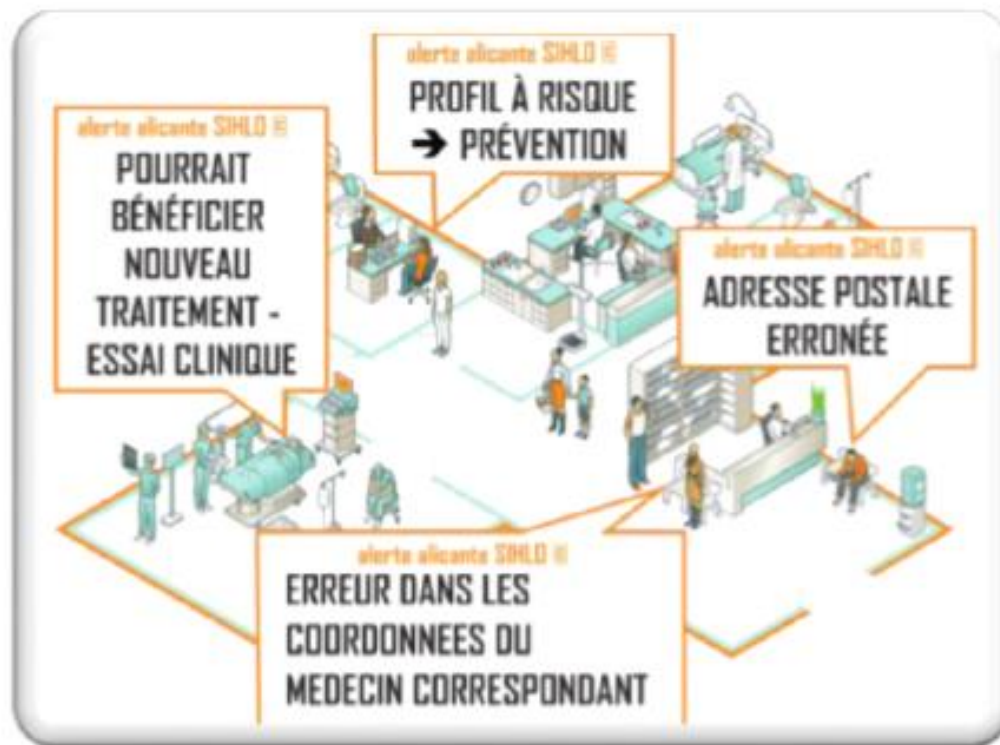 alerte alicante SIHLO
PROFIL À RISQUE
➔ PRÉVENTION
alerte alicante SIHLO
POURRAIT
BÉNÉFICIER
NOUVEAU
TRAITEMENT -
ESSAI CLINIQUE
alerte alicante SIHLO
ADRESSE POSTALE
ERRONÉE
alerte alicante SIHLO
ERREUR DANS LES
COORDONNEES DU
MEDECIN CORRESPONDANT